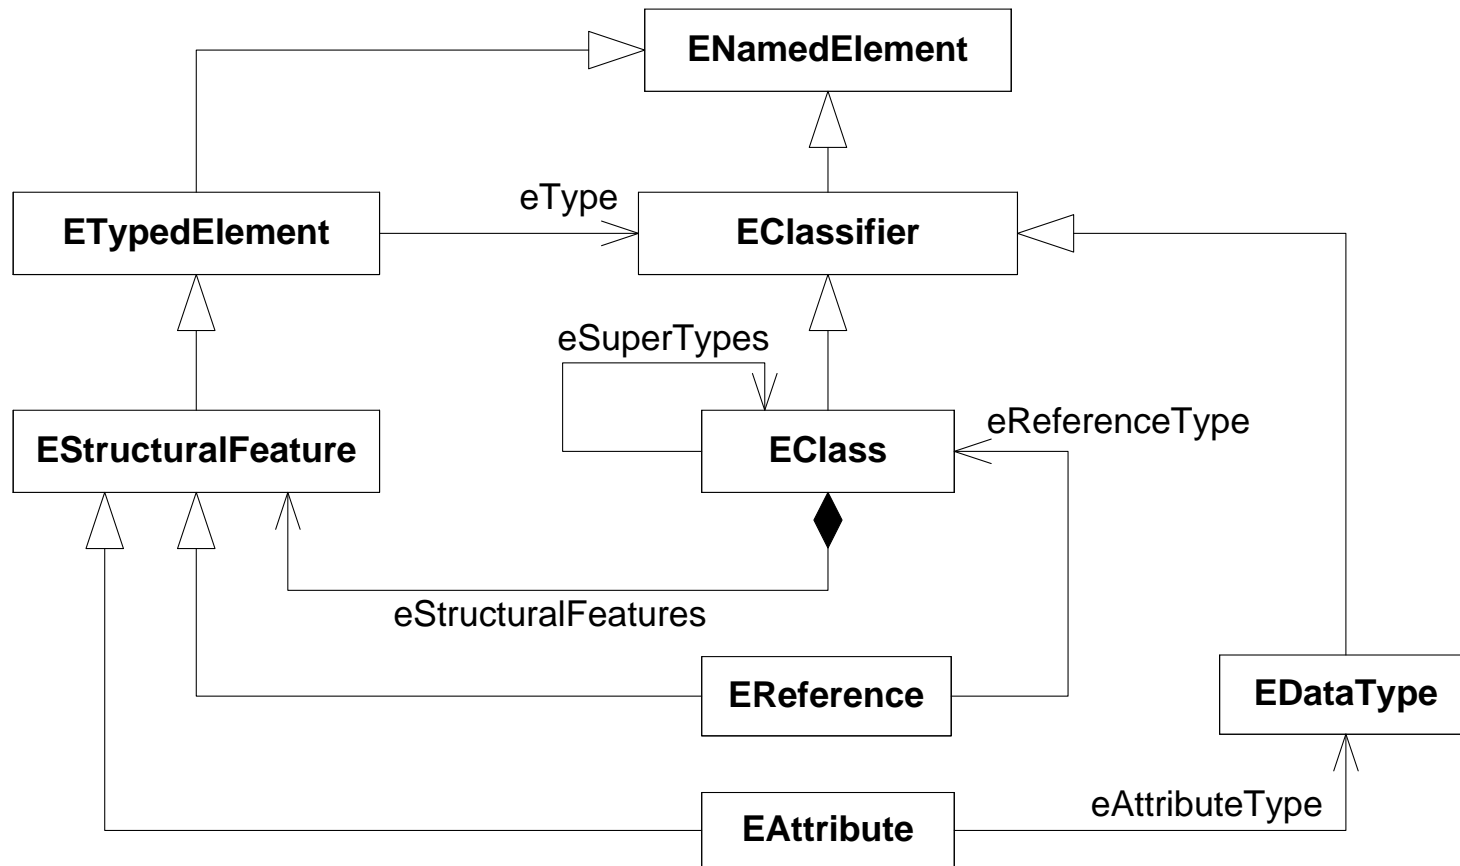 ENamedElement
eType
ETypedElement
EClassifier
eSuperTypes
eReferenceType
EStructuralFeature
EClass
eStructuralFeatures
EReference
EDataType
eAttributeType
EAttribute